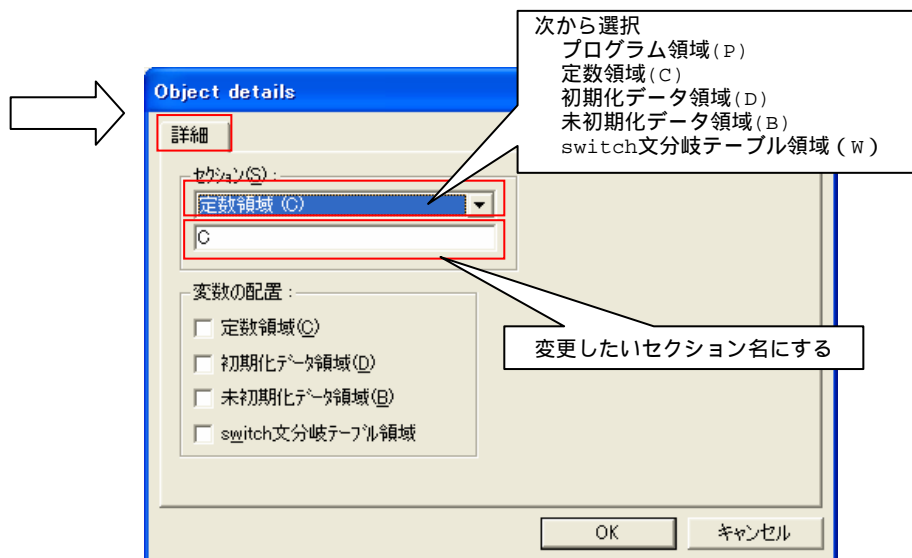 次から選択
プログラム領域(P)
定数領域(C)
初期化データ領域(D)
未初期化データ領域(B)
switch文分岐テーブル領域(W)
Object details
詳細
セクション(S):
定数領域 (C)
C
変数の配置:
定数領域(C)
初期化データ領域(D)
未初期化データ領域(B)
switch文分岐テーブル領域
変更したいセクション名にする
OK
キャンセル